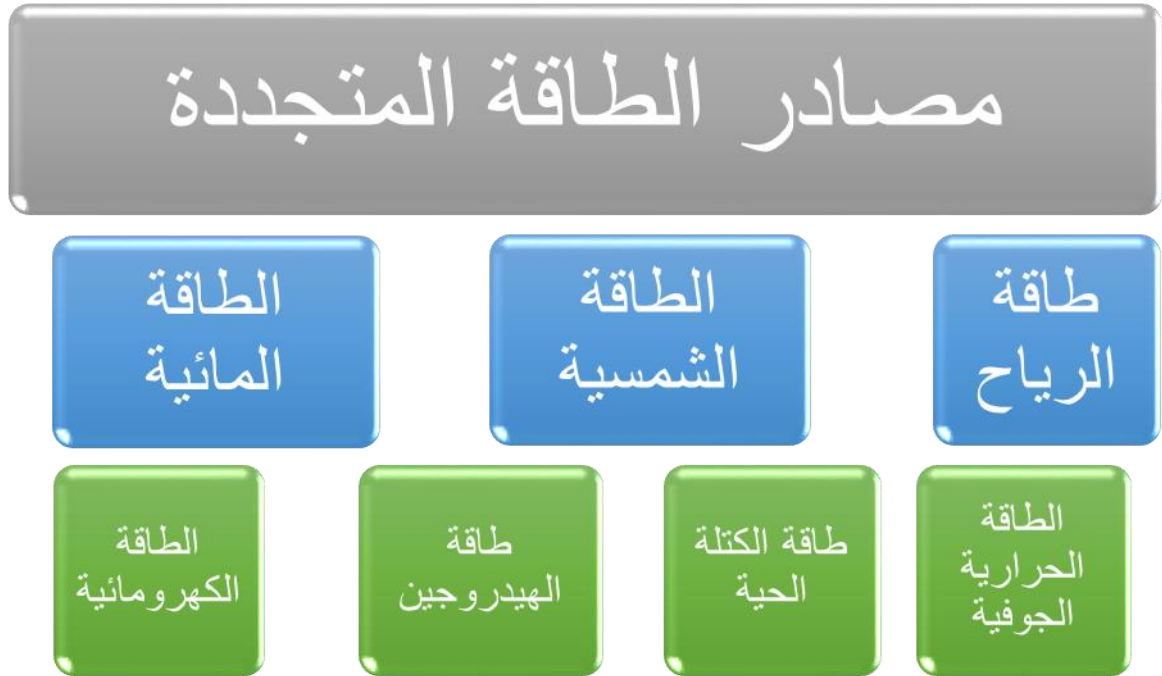 مصادر الطاقة المتجددة
طاقة
الرياح
الطاقة
الشمسية
الطاقة
المائية
الطاقة
الحرارية
الجوفية
طاقة الكتلة
الحية
طاقة
الهيدروجين
الطاقة
الكهرومائية